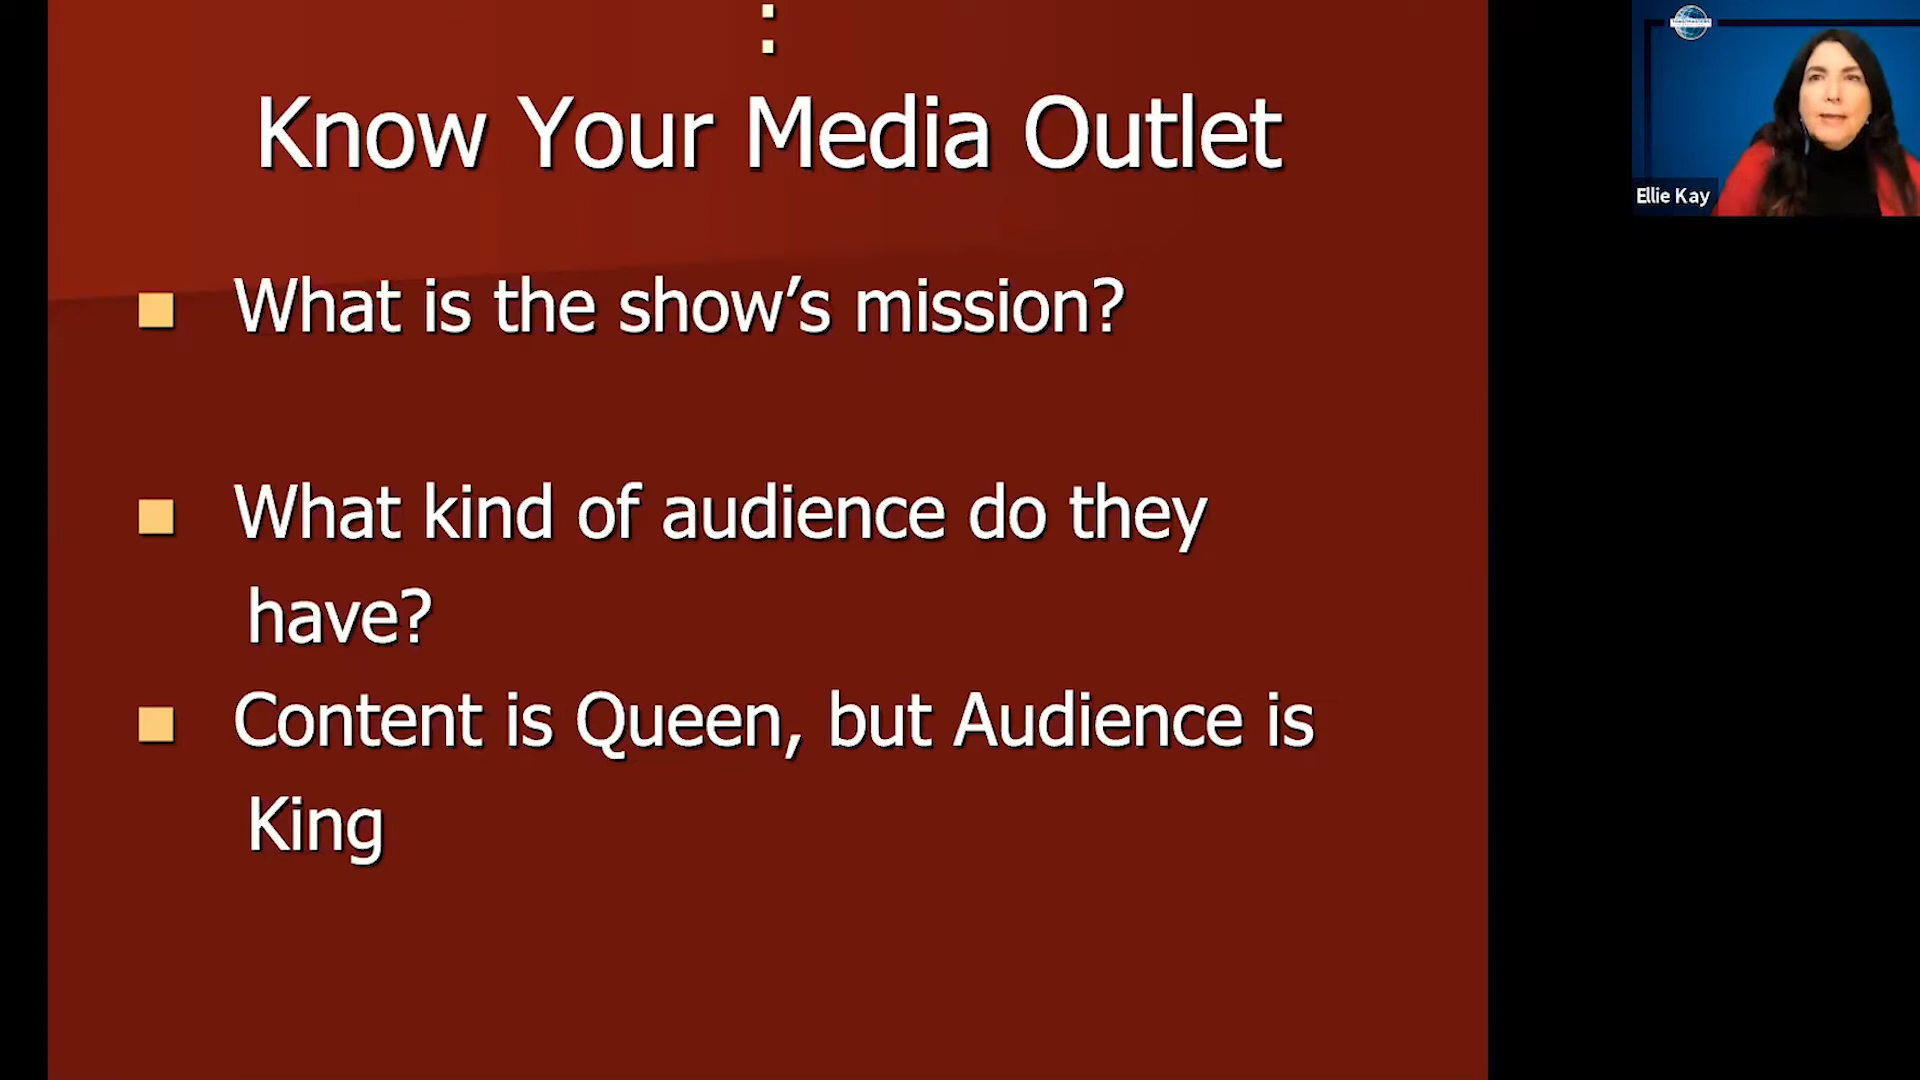 :
Know Your Media Outlet
What is the show’s mission?
What kind of audience do they
have?
Content is Queen, but Audience is
King
Ellie Kay